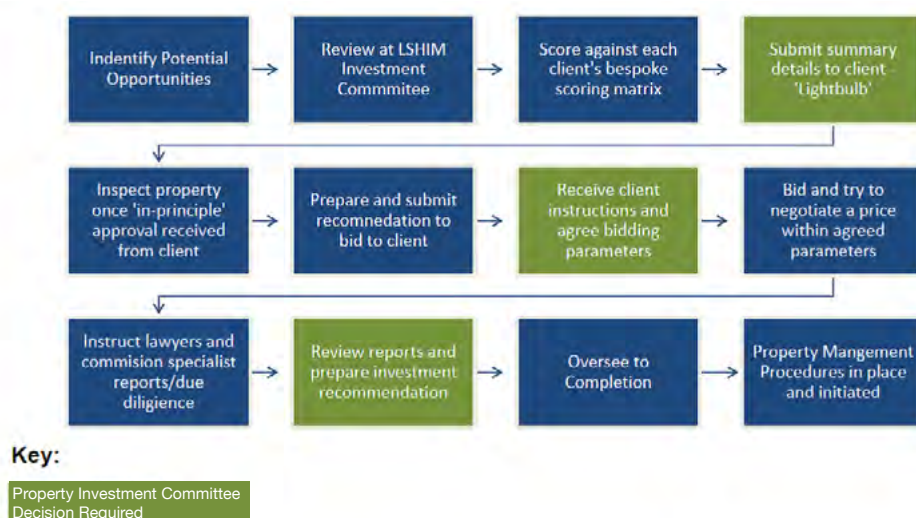 Indentify Potential
Opportunities
Review at LSHIM
Investment
Commmitee
Score against each
client's bespoke
scoring matrix
Submit summary
details to client -
'Lightbulb'
Inspect property
once 'in-principle'
approval received
from client
Prepare and submit
recomnedation to
bid to client
Receive client
instructions and
agree bidding
parameters
Bid and try to
negotiate a price
within agreed
parameters
Instruct lawyers and
commision specialist
reports/due
diligience
Review reports and
prepare investment
recommendation
Oversee to
Completion
Property Mangement
Procedures in place
and initiated
Key:
Property Investment Committee
Decision Required